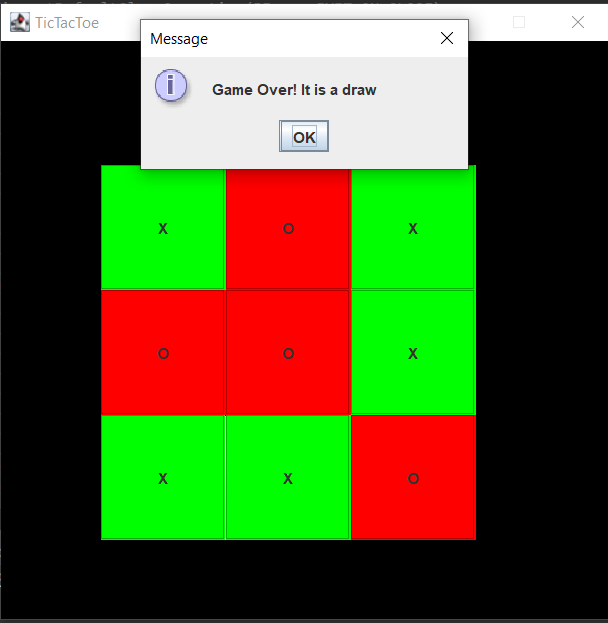 TicTacToe
Message
Game Over! It is a draw
OK
X O X
O O X
X X O